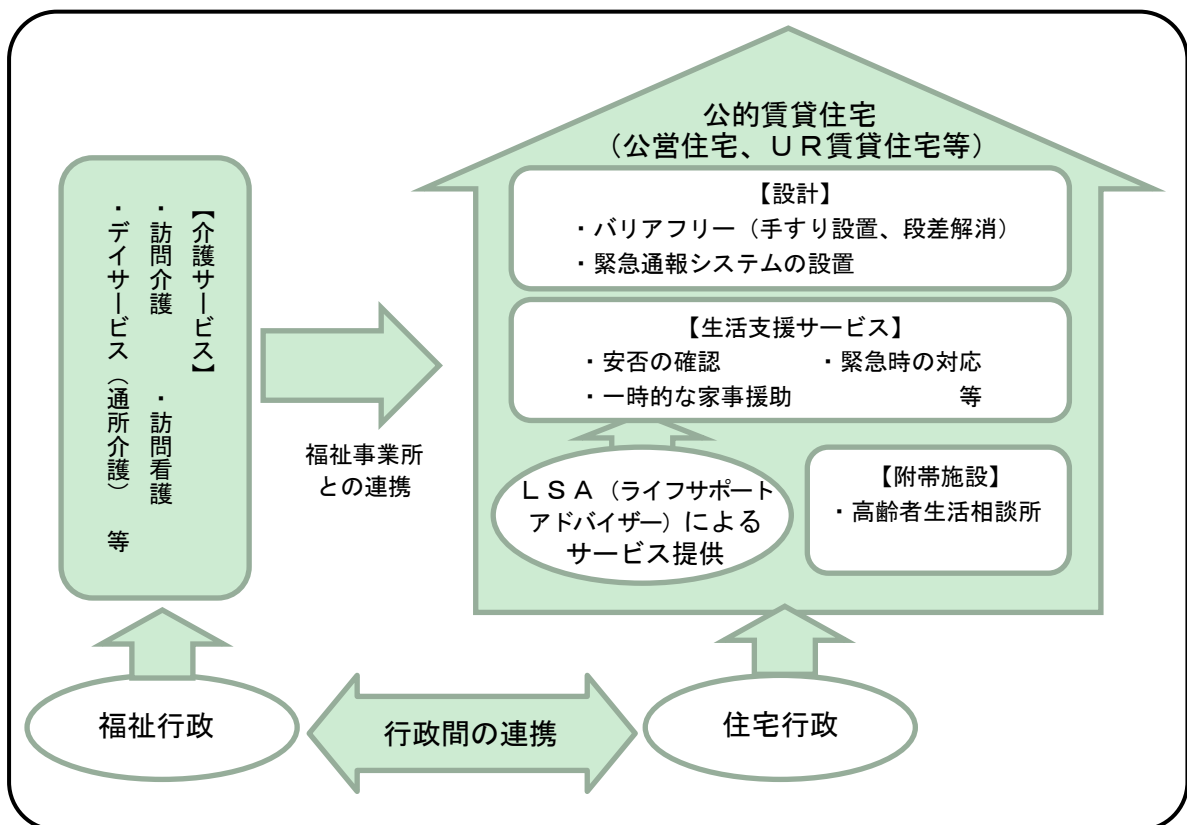 公的賃貸住宅
（公営住宅、ＵＲ賃貸住宅等）
【設計】
・バリアフリー（手すり設置、段差解消）
・緊急通報システムの設置
【生活支援サービス】
・安否の確認　・緊急時の対応
・一時的な家事援助　等
ＬＳＡ（ライフサポート
アドバイザー）による
サービス提供
【附帯施設】
・高齢者生活相談所
【介護サービス】
・訪問介護　・訪問看護
・デイサービス（通所介護）　等
福祉事業所
との連携
福祉行政
行政間の連携
住宅行政